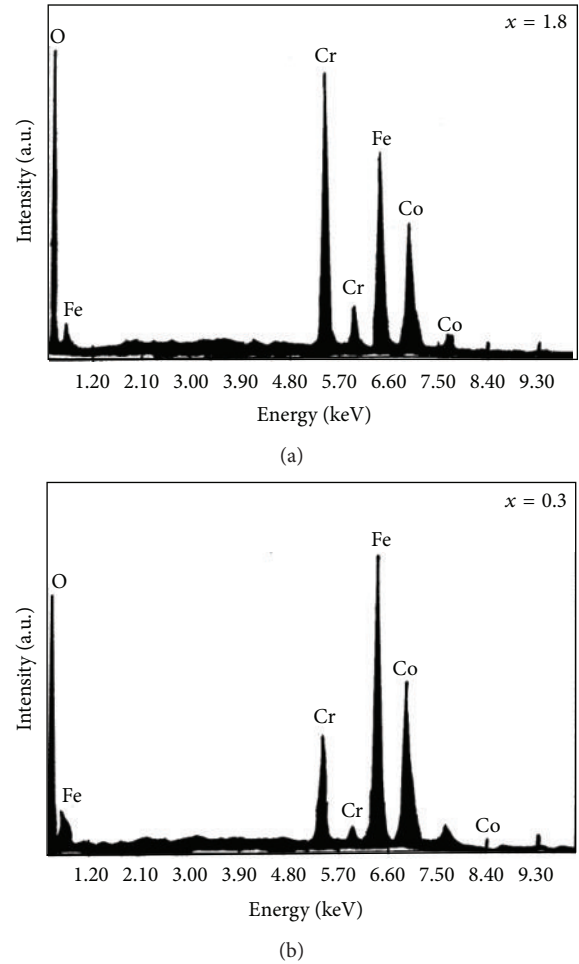 x = 1.8
O
Cr
Fe
Co
Cr
Fe
Co
Intensity (a.u.)
1.20 2.10 3.00 3.90 4.80 5.70 6.60 7.50 8.40 9.30
Energy (keV)
(a)
x = 0.3
Fe
O
Co
Cr
Fe
Cr
Co
Intensity (a.u.)
1.20 2.10 3.00 3.90 4.80 5.70 6.60 7.50 8.40 9.30
Energy (keV)
(b)